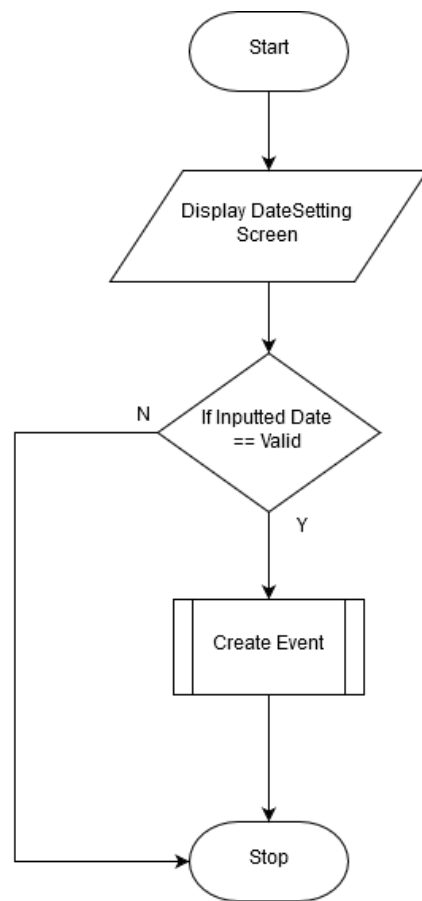 Start
Display DateSetting
Screen
If Inputted Date
== Valid
N
Y
Create Event
Stop